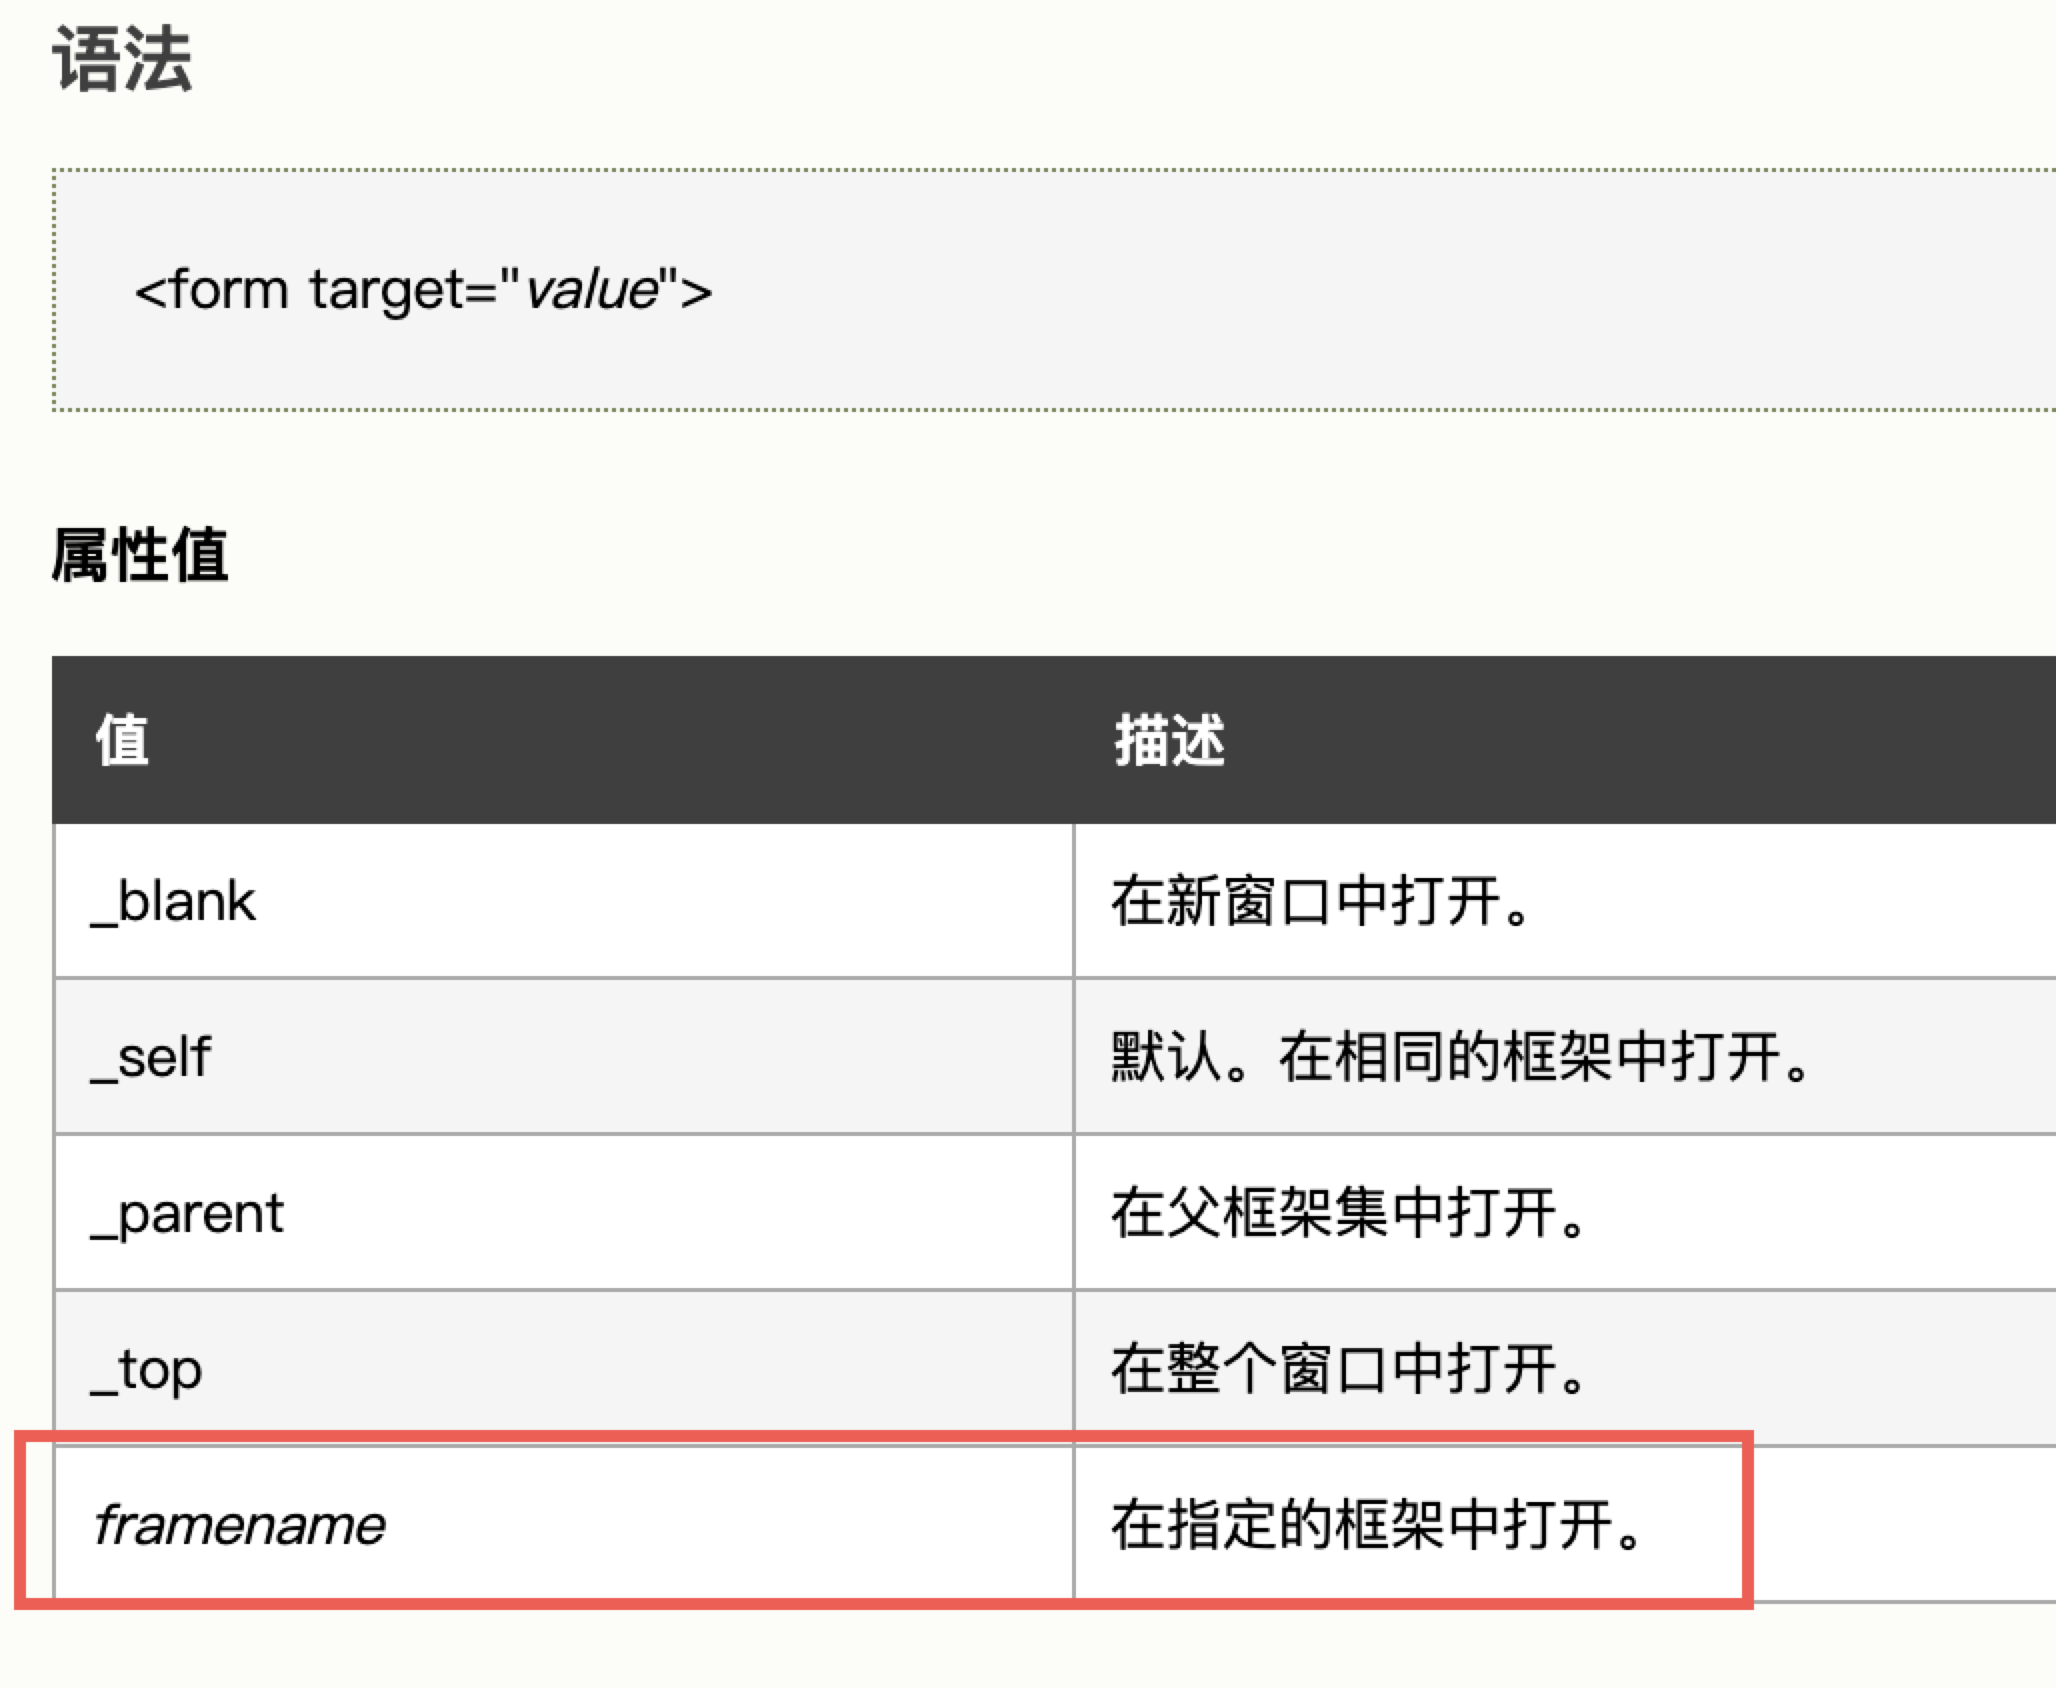 语法
<form target="value">
属性值
值 描述
_blank 在新窗口中打开。
_self 默认。在相同的框架中打开。
_parent 在父框架集中打开。
_top 在整个窗口中打开。
framename 在指定的框架中打开。